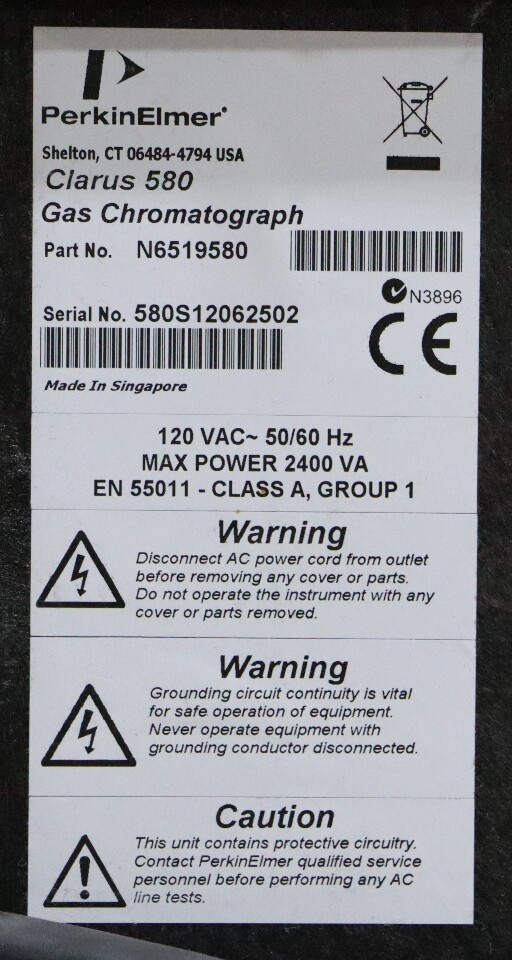 PerkinElmer®
Shelton, CT 06484-4794 USA
Clarus 580
Gas Chromatograph
Part No. N6519580
N3896
Serial No. 580S12062502
CE
Made In Singapore
120 VAC~ 50/60 Hz
MAX POWER 2400 VA
EN 55011 - CLASS A, GROUP 1
Warning
Disconnect AC power cord from outlet
before removing any cover or parts.
Do not operate the instrument with any
cover or parts removed.
Warning
Grounding circuit continuity is vital
for safe operation of equipment.
Never operate equipment with
grounding conductor disconnected.
Caution
This unit contains protective circuitry.
Contact PerkinElmer qualified service
personnel before performing any AC
line tests.